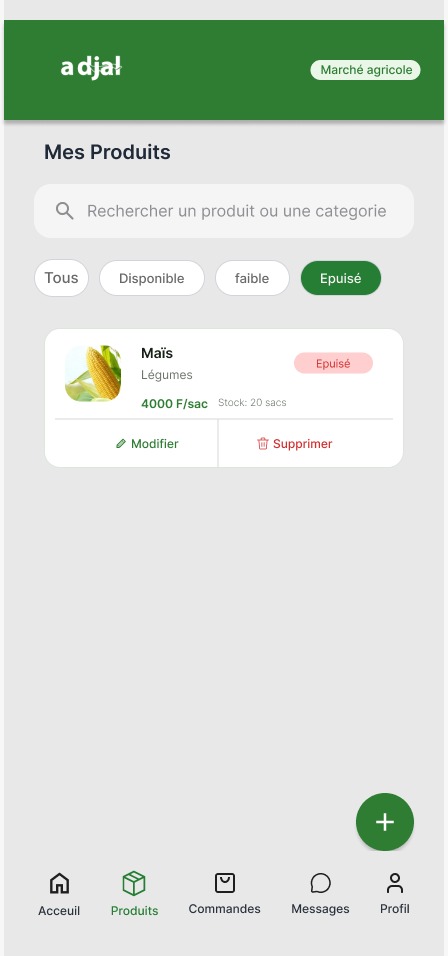 adjal
Marché agricole
Mes Produits
Rechercher un produit ou une categorie
Tous Disponible faible Epuisé
Maïs
Epuisé
Légumes
4000 F/sac Stock: 20 sacs
Modifier Supprimer
Acceuil Produits Commandes Messages Profil